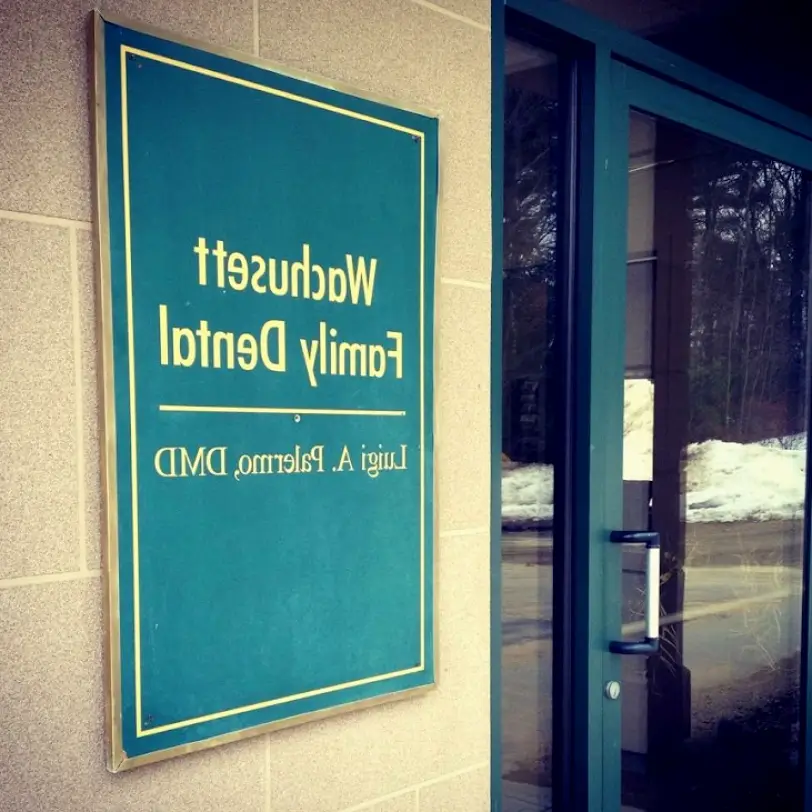 Wachusett
Family Dental
Luigi A. Palermo, DMD